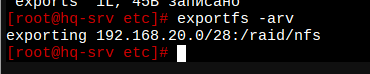 "exports" 1L, 45B записано
[root@hq-srv etc]# exportfs -arv
exporting 192.168.20.0/28:/raid/nfs
[root@hq-srv etc]#